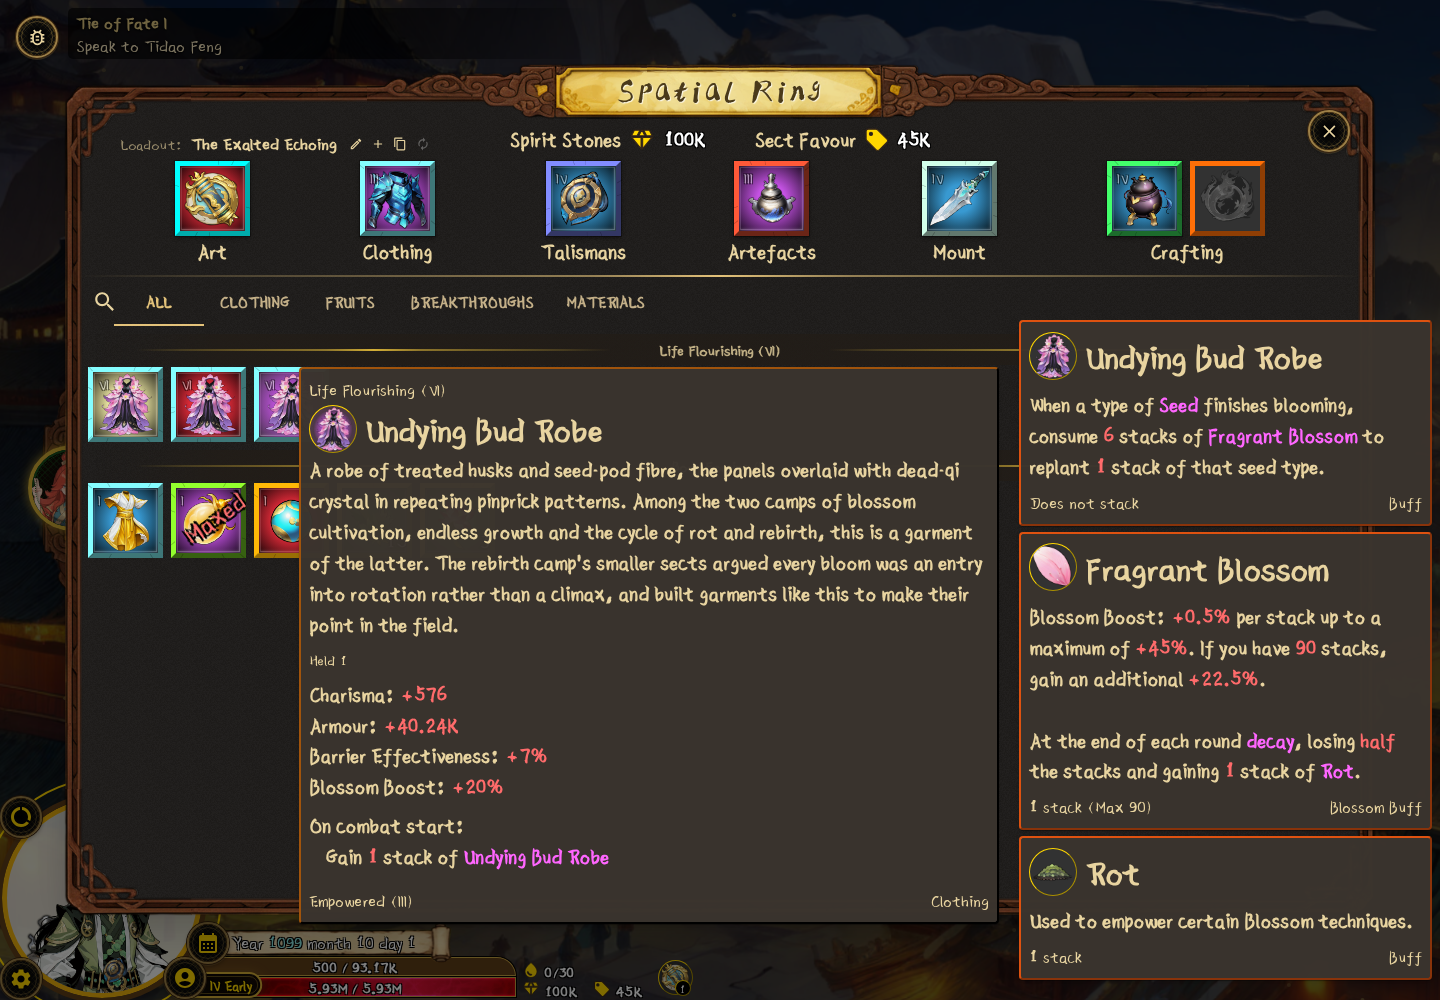 Tie of Fate I
Speak to Tidao Feng
Spatial Ring
Loadout: The Exalted Echoing
Spirit Stones 100K Sect Favour 45K
III IV III IV IV
Art Clothing Talismans Artefacts Mount Crafting
ALL CLOTHING FRUITS BREAKTHROUGHS MATERIALS
Life Flourishing (VI)
VI VI VI
I I I
Maxed
Life Flourishing (VI)
Undying Bud Robe
A robe of treated husks and seed-pod fibre, the panels overlaid with dead-qi
crystal in repeating pinprick patterns. Among the two camps of blossom
cultivation, endless growth and the cycle of rot and rebirth, this is a garment
of the latter. The rebirth camp's smaller sects argued every bloom was an entry
into rotation rather than a climax, and built garments like this to make their
point in the field.
Held 1
Charisma: +576
Armour: +40.24K
Barrier Effectiveness: +7%
Blossom Boost: +20%
On combat start:
Gain 1 stack of Undying Bud Robe
Empowered (III) Clothing
Undying Bud Robe
When a type of Seed finishes blooming,
consume 6 stacks of Fragrant Blossom to
replant 1 stack of that seed type.
Does not stack Buff
Fragrant Blossom
Blossom Boost: +0.5% per stack up to a
maximum of +45%. If you have 90 stacks,
gain an additional +22.5%.
At the end of each round decay, losing half
the stacks and gaining 1 stack of Rot.
1 stack (Max 90) Blossom Buff
Rot
Used to empower certain Blossom techniques.
1 stack Buff
Year 1099 month 10 day 1
500 / 93.17K
IV Early 5.93M / 5.93M
0/30
100K 45K
1